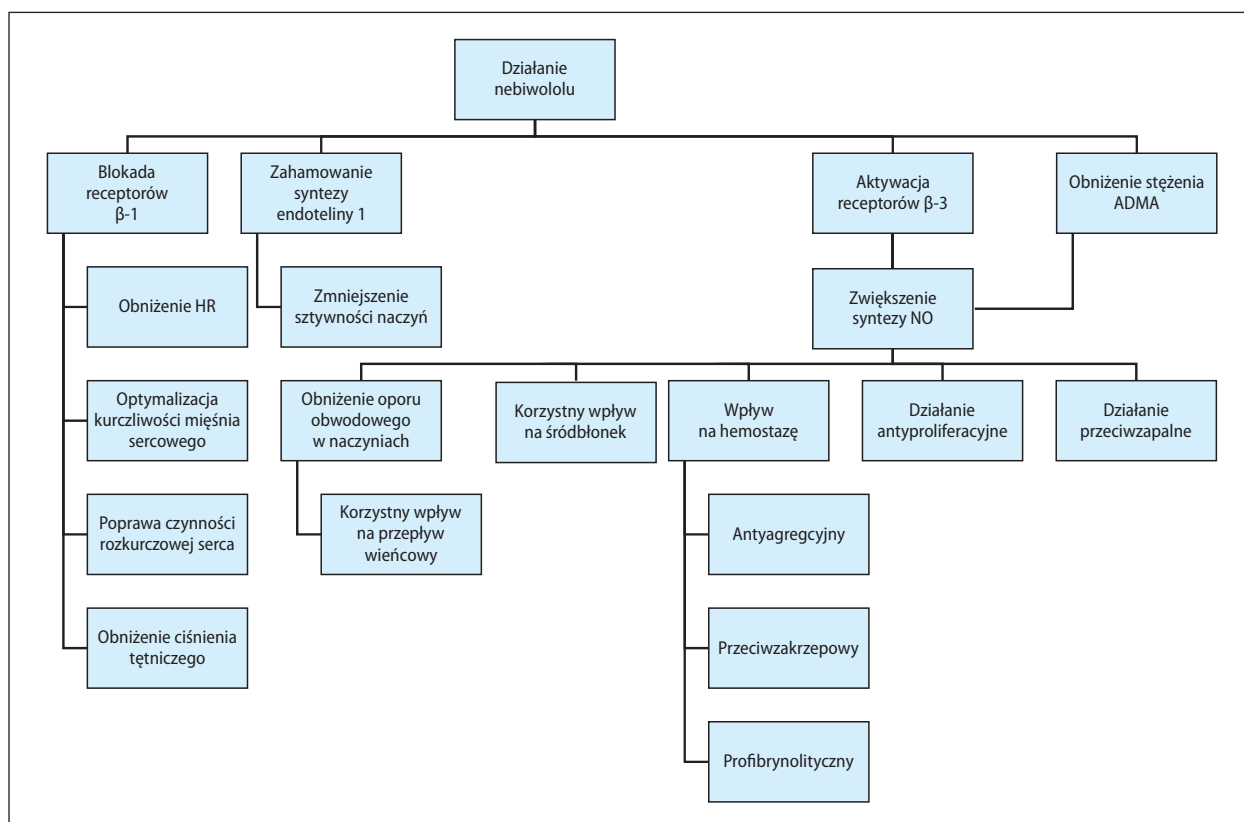 Działanie
nebiwololu
Blokada
receptorów
β-1
Zahamowanie
syntezy
endoteliny 1
Aktywacja
receptorów β-3
Obniżenie stężenia
ADMA
Obniżenie HR
Zmniejszenie
sztywności naczyń
Zwiększenie
syntezy NO
Optymalizacja
kurczliwości mięśnia
sercowego
Obniżenie oporu
obwodowego
w naczyniach
Korzystny wpływ
na śródbłonek
Wpływ
na hemostazę
Działanie
antyproliferacyjne
Działanie
przeciwzapalne
Poprawa czynności
rozkurczowej serca
Korzystny wpływ
na przepływ
wieńcowy
Antyagregcyjny
Obniżenie ciśnienia
tętniczego
Przeciwzakrzepowy
Profibrynolityczny